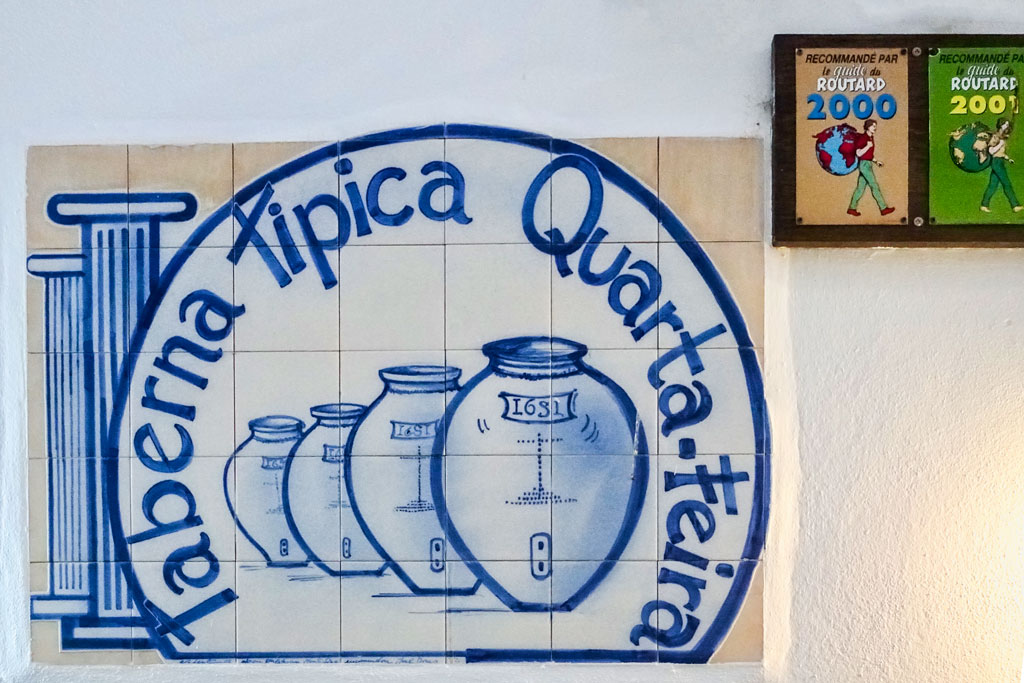 Taberna Típica Quarta-feira
1651
1651
RECOMMANDÉ PAR
le guide du
ROUTARD
2000
RECOMMANDÉ PAR
le guide du
ROUTARD
2001